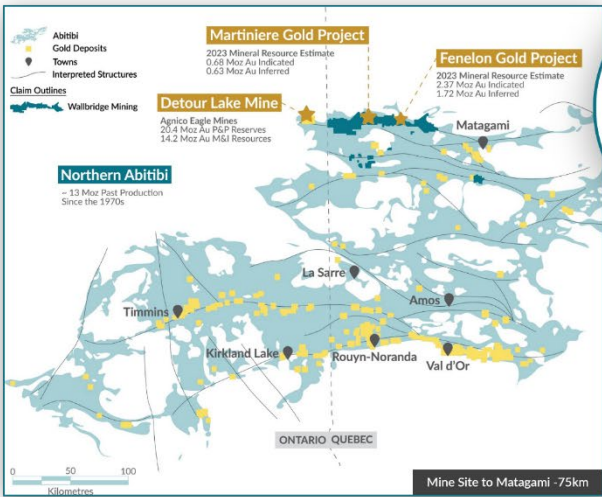 Abitibi
Gold Deposits
Towns
Interpreted Structures
Claim Outlines
Wallbridge Mining
Martiniere Gold Project
2023 Mineral Resource Estimate
0.68 Moz Au Indicated
0.63 Moz Au Inferred
Fenelon Gold Project
2023 Mineral Resource Estimate
2.37 Moz Au Indicated
1.72 Moz Au Inferred
Detour Lake Mine
Agnico Eagle Mines
20.4 Moz Au P&P Reserves
14.2 Moz Au M&I Resources
Matagami
Northern Abitibi
~ 13 Moz Past Production
Since the 1970s
La Sarre
Amos
Timmins
Kirkland Lake
Rouyn-Noranda
Val d'Or
ONTARIO QUEBEC
0 50 100
Kilometres
Mine Site to Matagami -75km